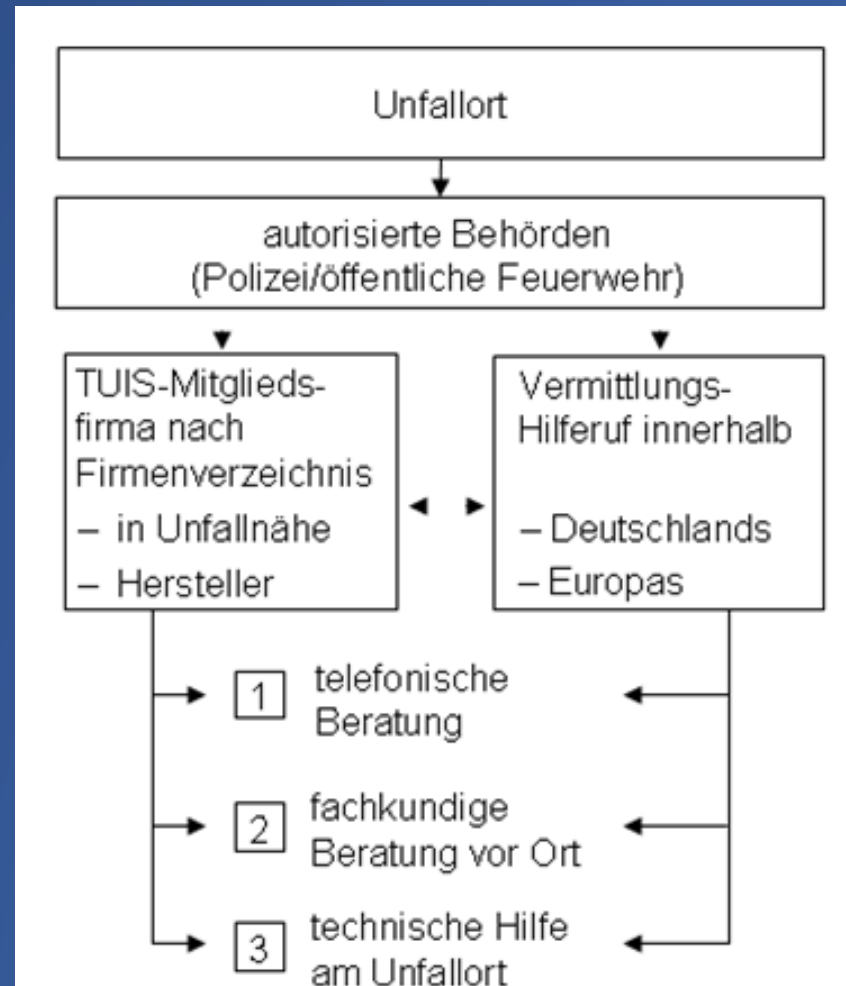 Unfallort
autorisierte Behörden
(Polizei/öffentliche Feuerwehr)
TUIS-Mitglieds-
firma nach
Firmenverzeichnis
– in Unfallnähe
– Hersteller
Vermittlungs-
Hilferuf innerhalb
– Deutschlands
– Europas
1 telefonische
Beratung
2 fachkundige
Beratung vor Ort
3 technische Hilfe
am Unfallort